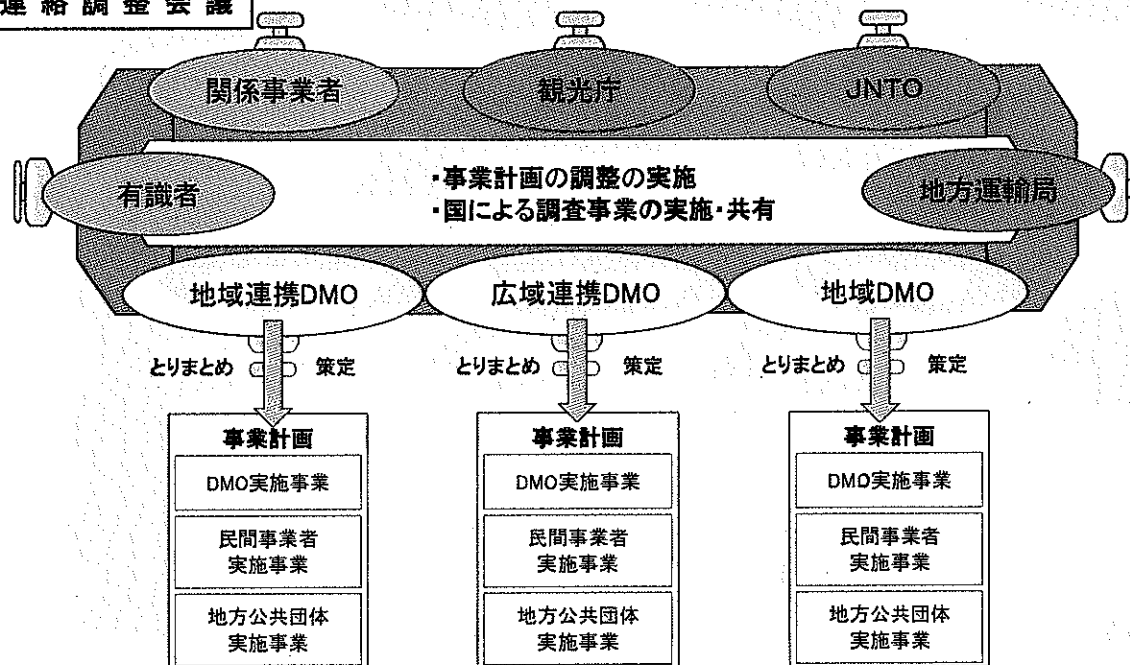 連絡調整会議
関係事業者
観光庁
JNTO
有識者
・事業計画の調整の実施
・国による調査事業の実施・共有
地方運輸局
地域連携DMO
広域連携DMO
地域DMO
とりまとめ 策定
とりまとめ 策定
とりまとめ 策定
事業計画
DMO実施事業
民間事業者
実施事業
地方公共団体
実施事業
事業計画
DMO実施事業
民間事業者
実施事業
地方公共団体
実施事業
事業計画
DMO実施事業
民間事業者
実施事業
地方公共団体
実施事業